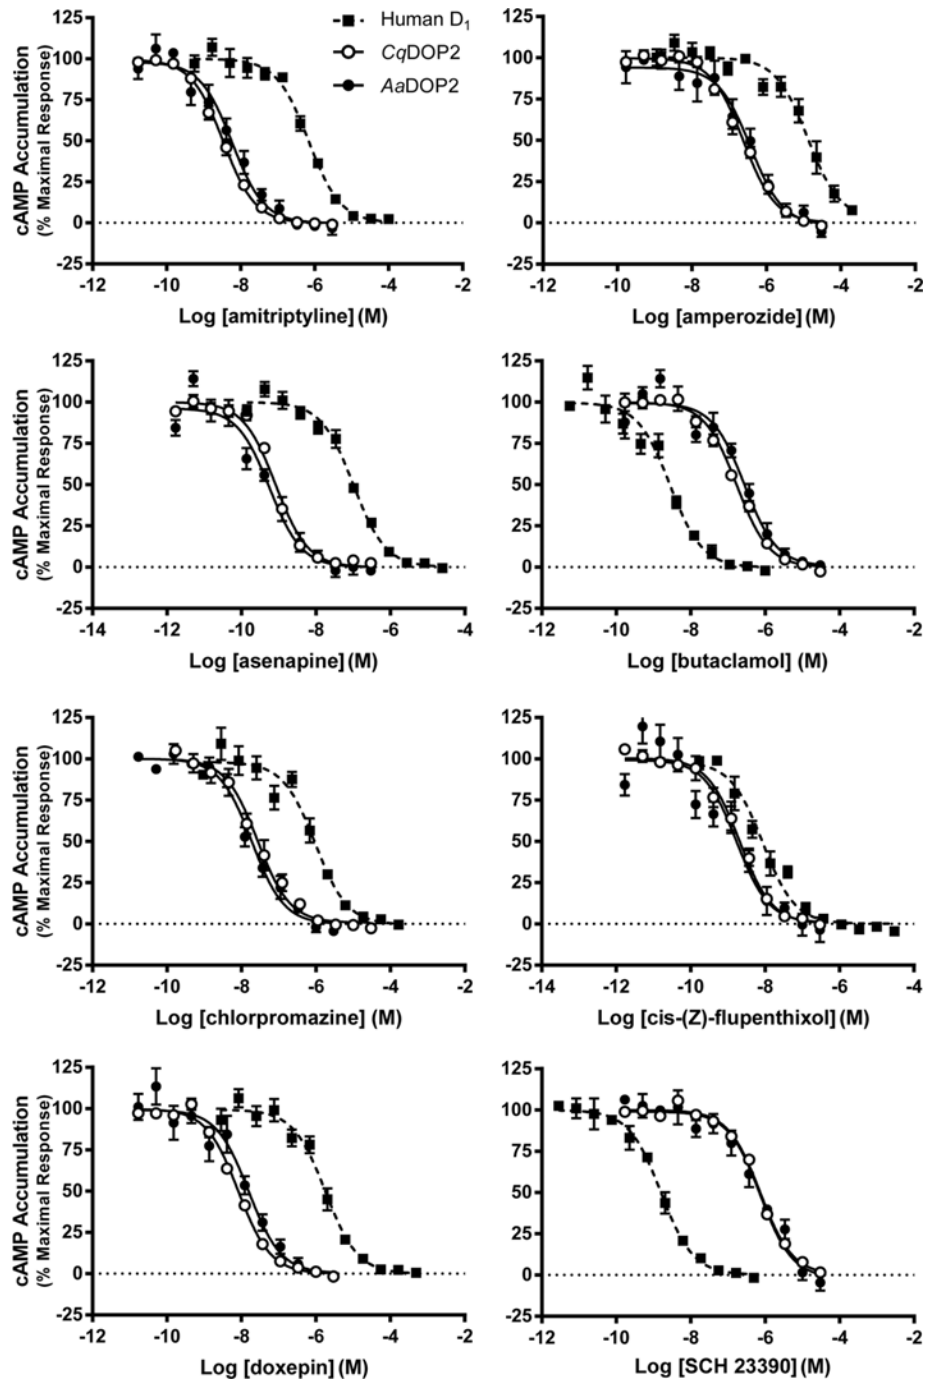 Human D1
CqDOP2
AaDOP2
cAMP Accumulation
(% Maximal Response)
125
100
75
50
25
0
-25
-12 -10 -8 -6 -4 -2
Log [amitriptyline] (M)
125
100
75
50
25
0
-25
-12 -10 -8 -6 -4 -2
Log [amperozide] (M)
cAMP Accumulation
(% Maximal Response)
125
100
75
50
25
0
-25
-14 -12 -10 -8 -6 -4
Log [asenapine] (M)
125
100
75
50
25
0
-25
-12 -10 -8 -6 -4 -2
Log [butaclamol] (M)
cAMP Accumulation
(% Maximal Response)
125
100
75
50
25
0
-25
-12 -10 -8 -6 -4 -2
Log [chlorpromazine] (M)
125
100
75
50
25
0
-25
-14 -12 -10 -8 -6 -4
Log [cis-(Z)-flupenthixol] (M)
cAMP Accumulation
(% Maximal Response)
125
100
75
50
25
0
-25
-12 -10 -8 -6 -4 -2
Log [doxepin] (M)
125
100
75
50
25
0
-25
-12 -10 -8 -6 -4 -2
Log [SCH 23390] (M)